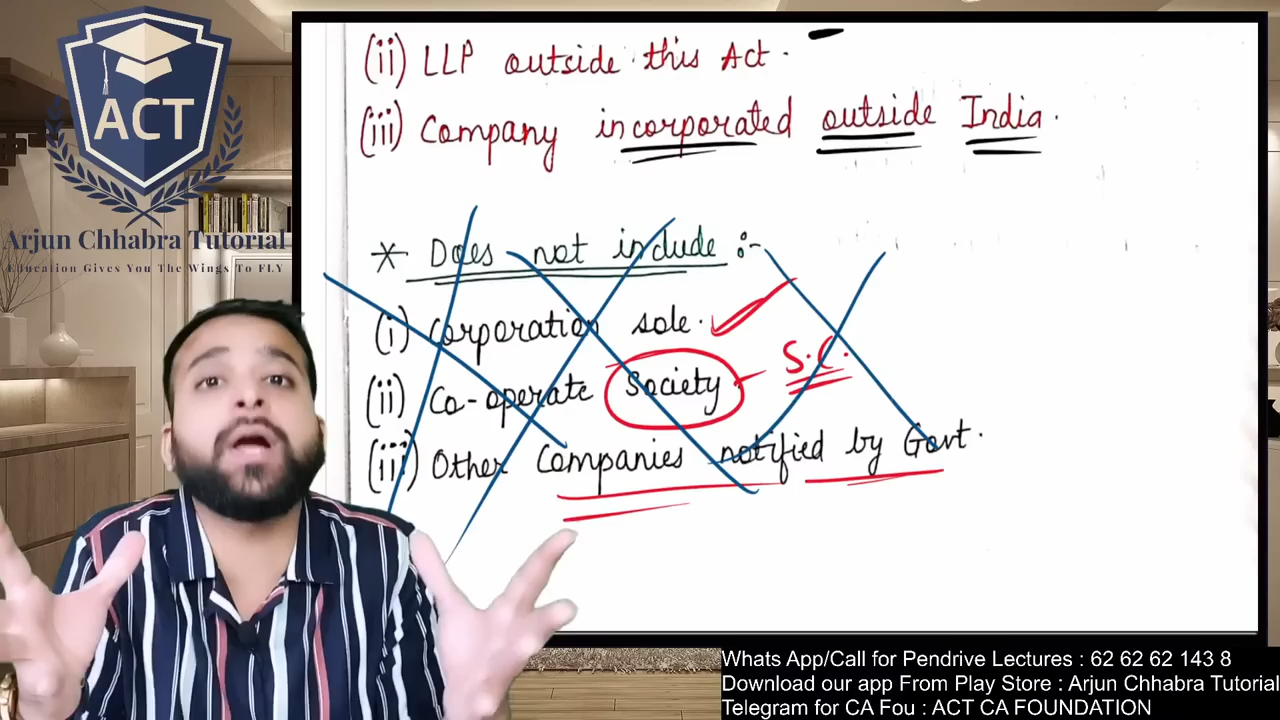 ACT
Arjun Chhabra Tutorial
Education Gives You The Wings To FLY
(ii) LLP outside this Act.
(iii) Company incorporated outside India.
* Does not include :-
(i) Corporation sole.
(ii) Co-operate Society - S.C.
(iii) Other Companies notified by Govt.
Whats App/Call for Pendrive Lectures : 62 62 62 143 8
Download our app From Play Store : Arjun Chhabra Tutorial
Telegram for CA Fou : ACT CA FOUNDATION